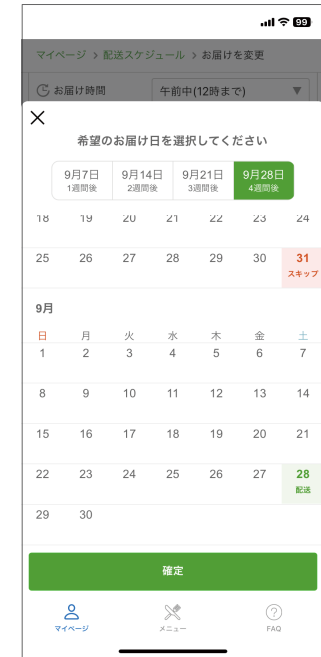 99
マイページ > 配送スケジュール > お届けを変更
お届け時間 午前中(12時まで) ▼
×
希望のお届け日を選択してください
9月7日 9月14日 9月21日 9月28日
1週間後 2週間後 3週間後 4週間後
18 19 20 21 22 23 24
25 26 27 28 29 30 31
スキップ
9月
日 月 火 水 木 金 土
1 2 3 4 5 6 7
8 9 10 11 12 13 14
15 16 17 18 19 20 21
22 23 24 25 26 27 28
配送
29 30
確定
マイページ メニュー FAQ